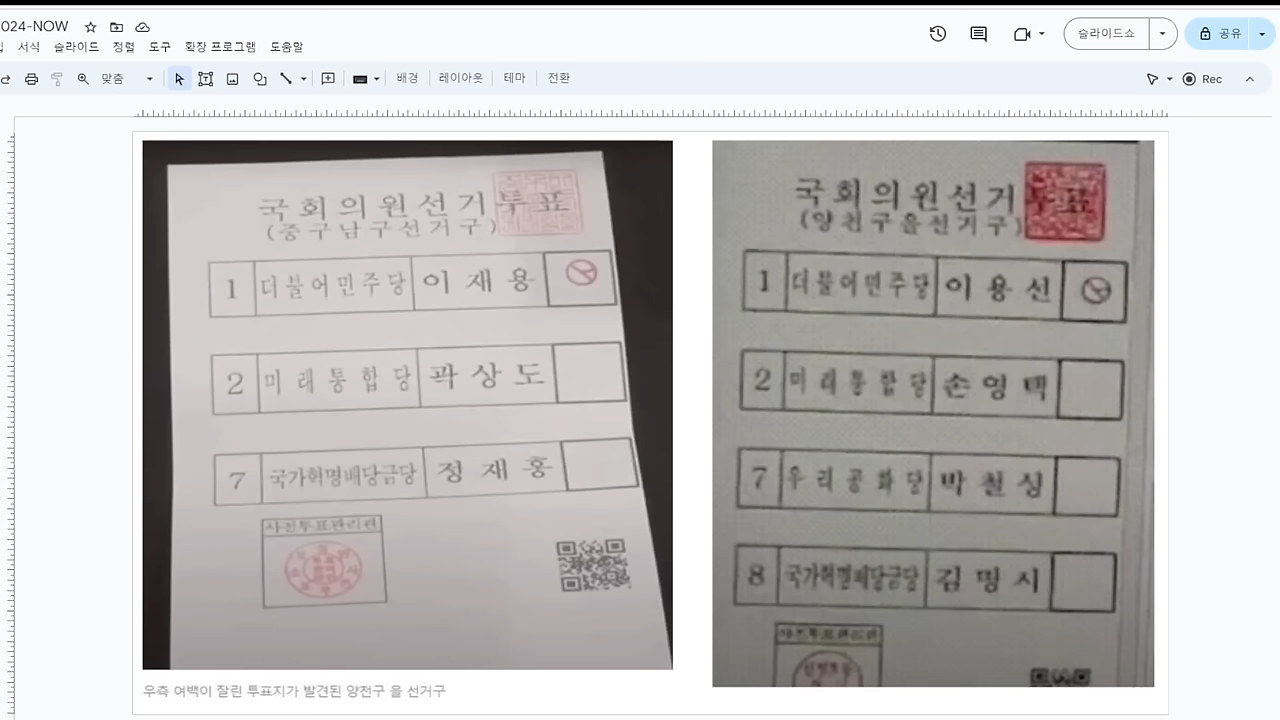 024-NOW
서식 슬라이드 정렬 도구 확장 프로그램 도움말
슬라이드쇼
공유
맞춤
배경 레이아웃 테마 전환
Rec
국회의원선거투표
(중구남구선거구)
1 더불어민주당 이재용
2 미래통합당 곽상도
7 국가혁명배당금당 정재홍
사전투표관리관
국회의원선거투표
(양천구을선거구)
1 더불어민주당 이용선
2 미래통합당 손영택
7 우리공화당 박철성
8 국가혁명배당금당 김명시
사전투표관리관
우측 여백이 잘린 투표지가 발견된 양천구 을 선거구